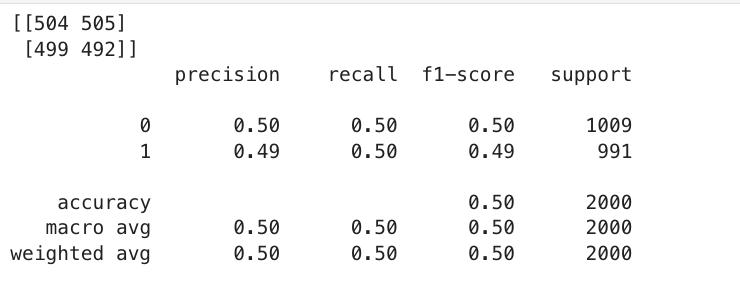 [[504 505]
 [499 492]]
              precision    recall  f1-score   support

           0       0.50      0.50      0.50      1009
           1       0.49      0.50      0.49       991

    accuracy                           0.50      2000
   macro avg       0.50      0.50      0.50      2000
weighted avg       0.50      0.50      0.50      2000